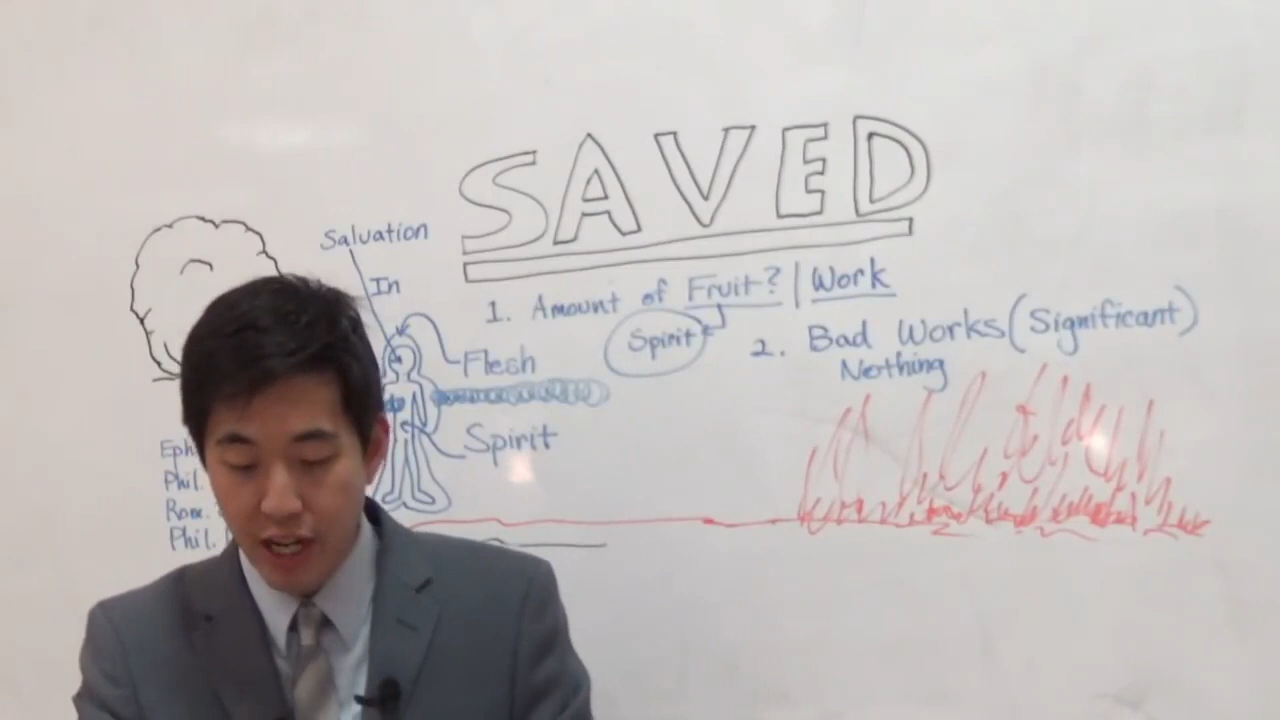 SAVED
Salvation
In
1. Amount of Fruit? | Work
Spirit
2. Bad Works (Significant)
Nothing
Flesh
Spirit
Eph
Phil.
Rom.
Phil.